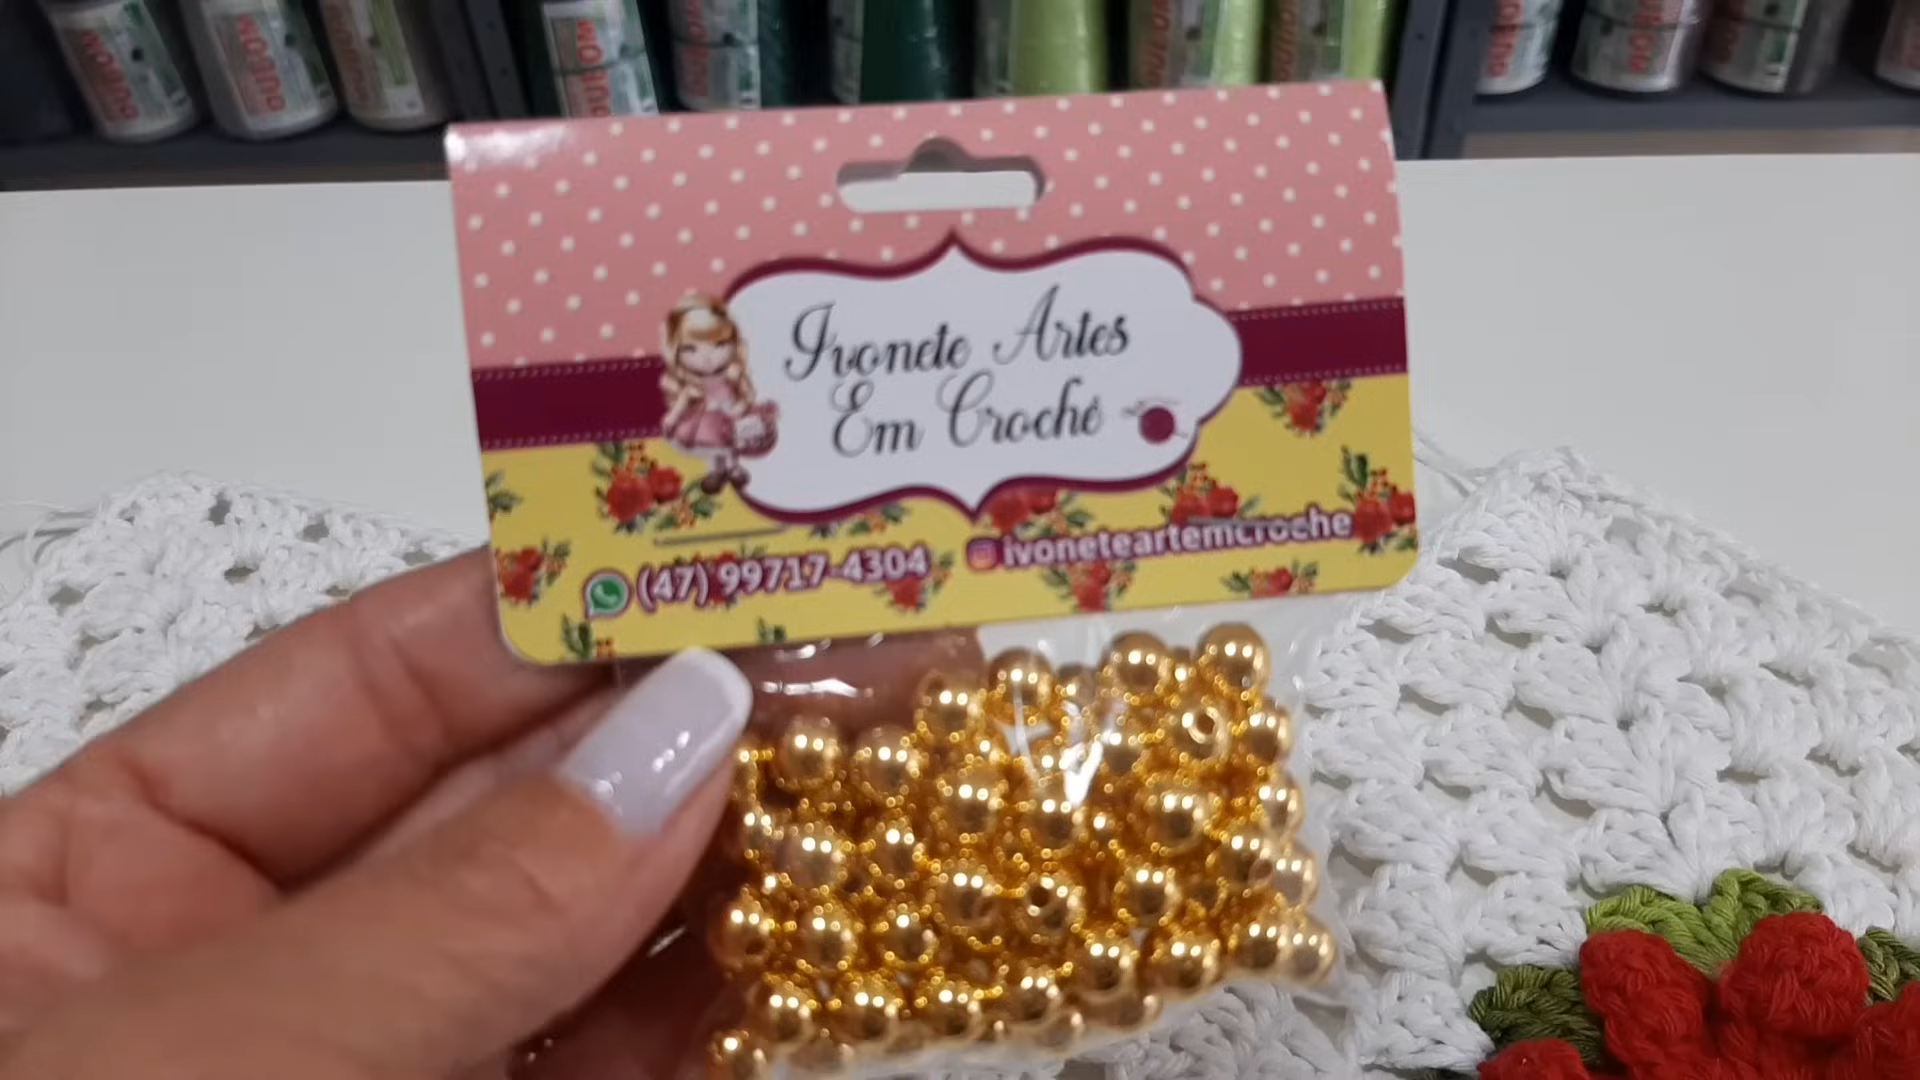 Ivonete Artes
Em Crochê
(47) 99717-4304
ivoneteartemcroche